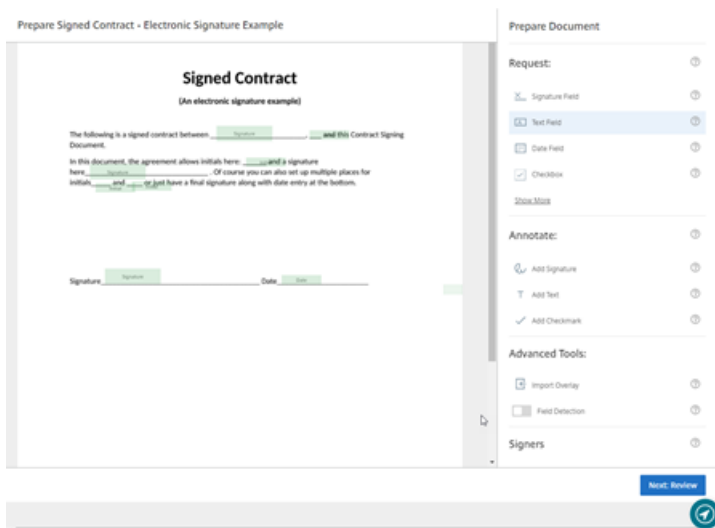 Prepare Signed Contract - Electronic Signature Example
Signed Contract
(An electronic signature example)
The following is a signed contract between Signature, and this Contract Signing
Document.
In this document, the agreement allows initials here: and a signature
here Signature. Of course you can also set up multiple places for
initials and or just have a final signature along with date entry at the bottom.
Signature Signature Date Date
Prepare Document
Request:
Signature Field
Text Field
Date Field
Checkbox
Show More
Annotate:
Add Signature
Add Text
Add Checkmark
Advanced Tools:
Import Overlay
Field Detection
Signers
Next: Review